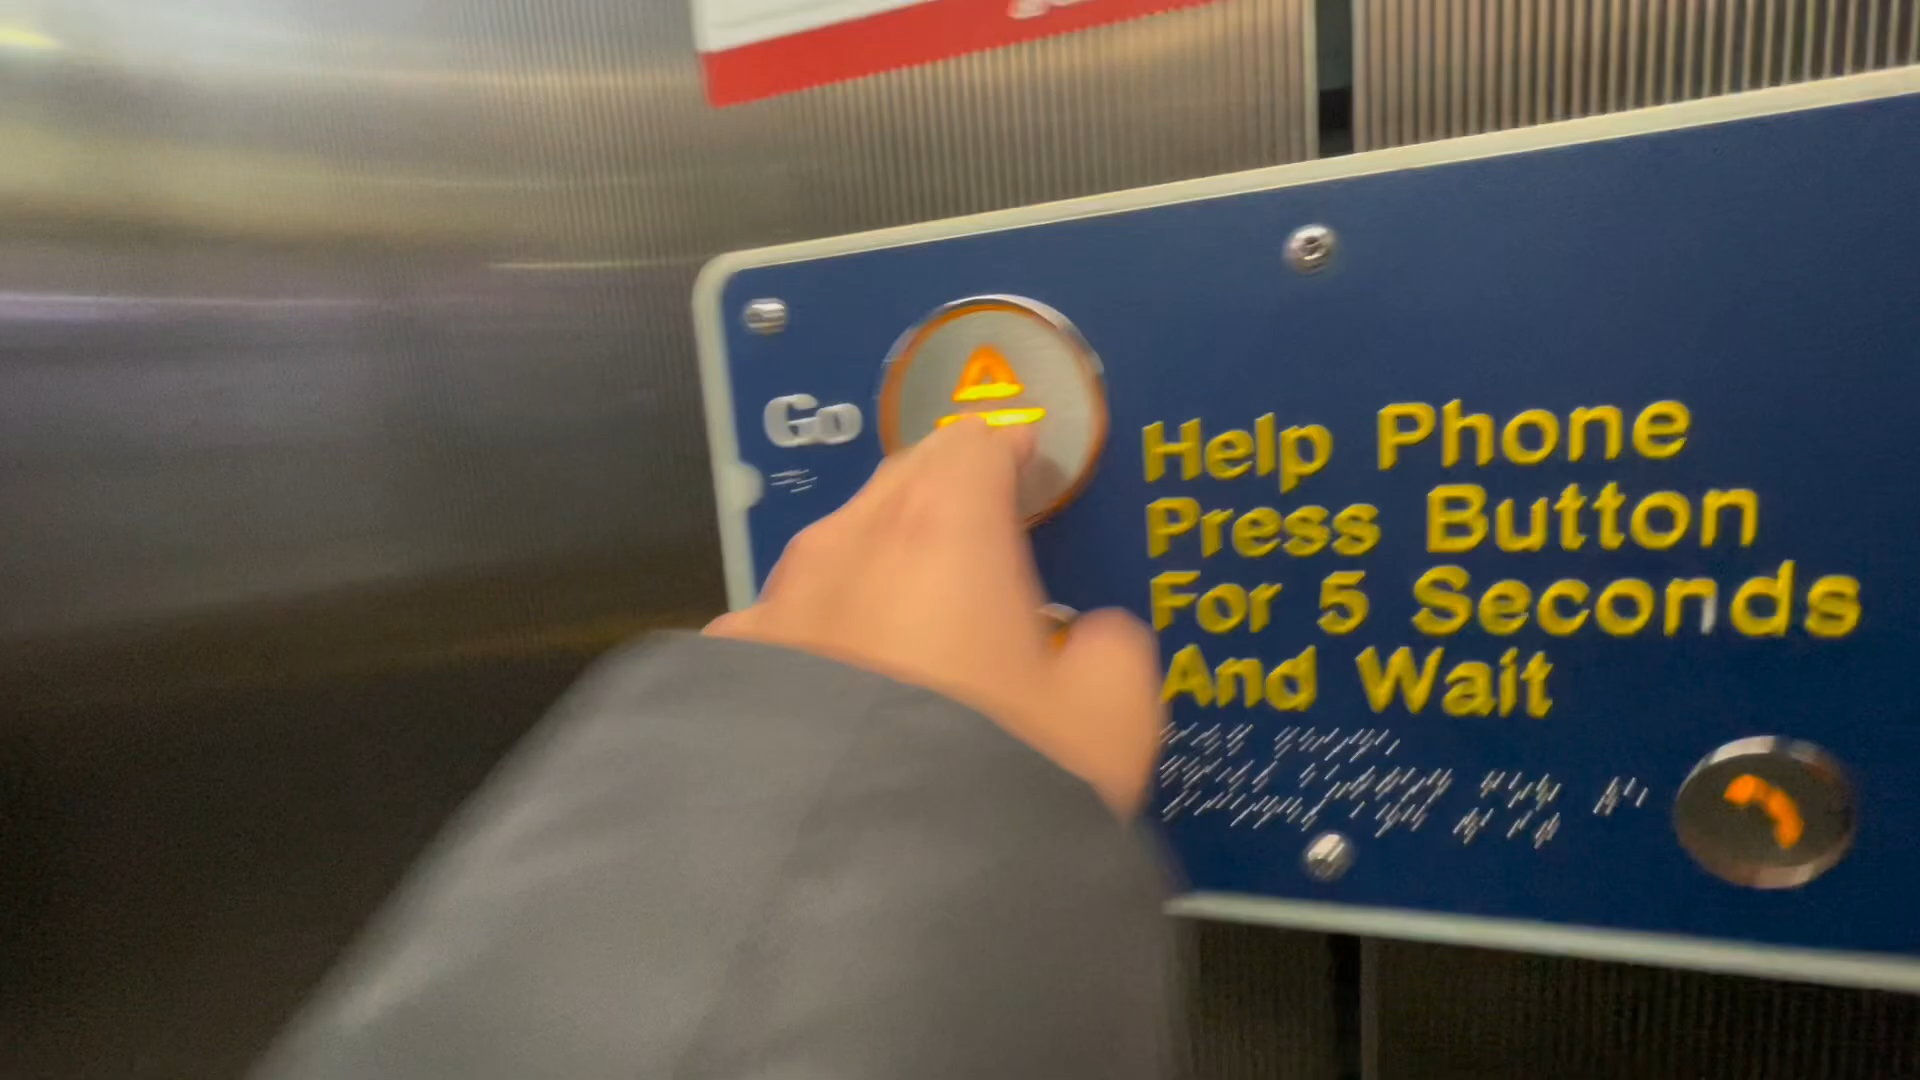 Go
Help Phone
Press Button
For 5 Seconds
And Wait